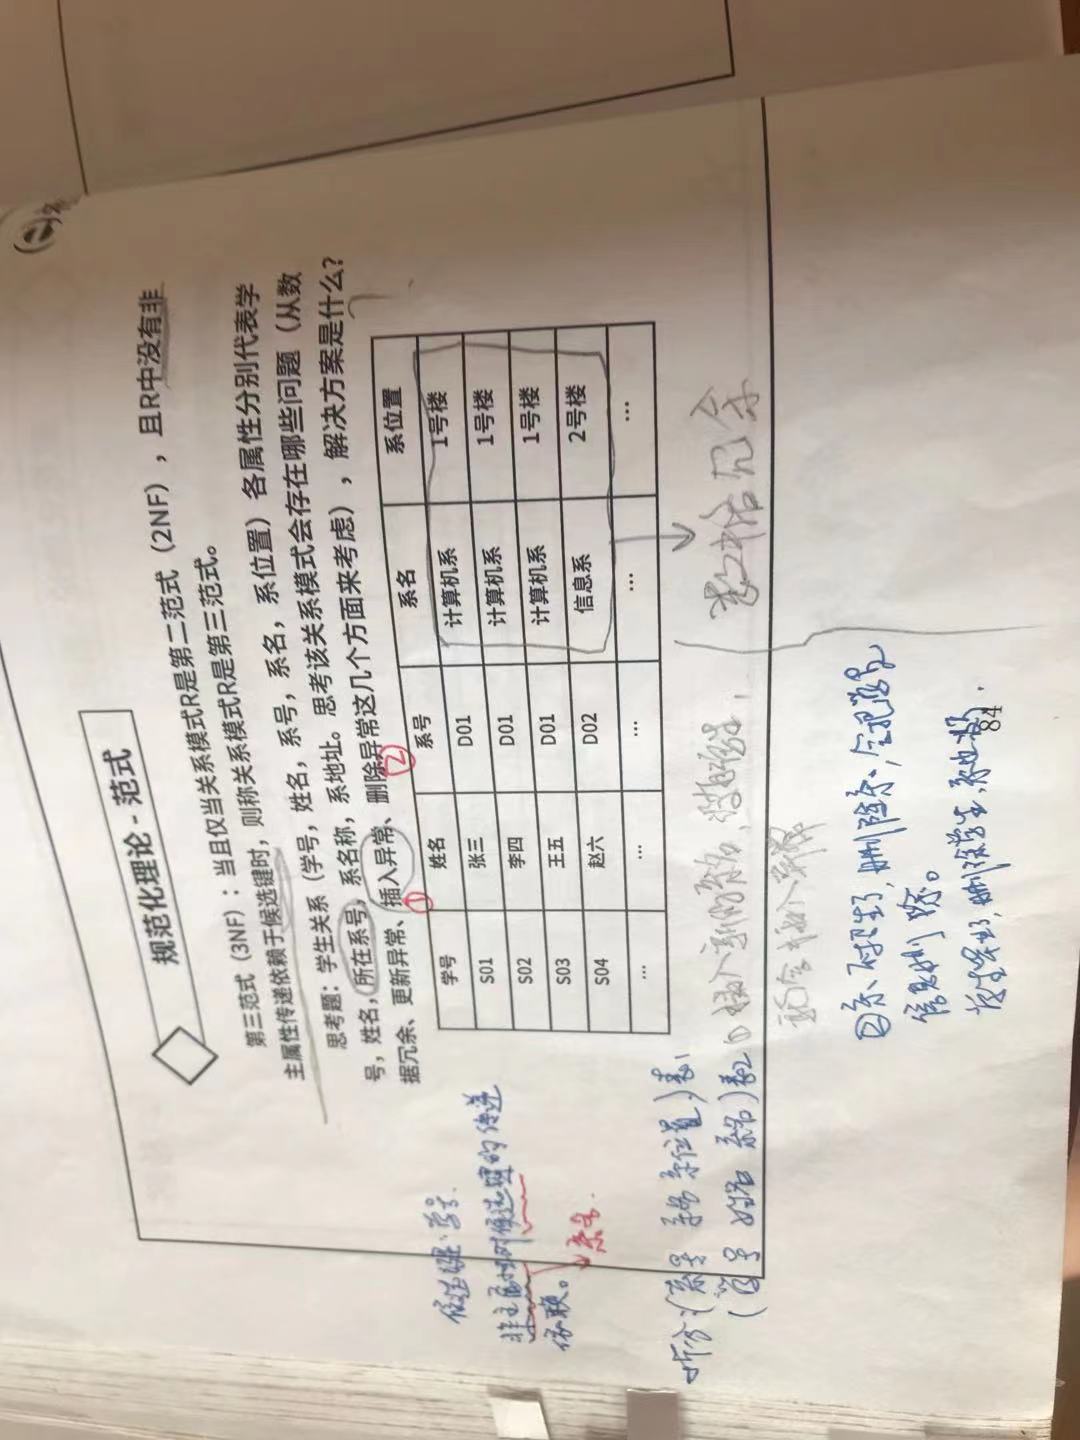 规范化理论 - 范式
第三范式（3NF）：当且仅当关系模式R是第二范式（2NF），且R中没有非
主属性传递依赖于候选键时，则称关系模式R是第三范式。
思考题：学生关系（学号，姓名，系号，系名，系位置）各属性分别代表学
号，姓名，所在系号，系名称，系地址。思考该关系模式会存在哪些问题（从数
据冗余、更新异常、插入异常、删除异常这几个方面来考虑），解决方案是什么？
① ②
学号 姓名 系号 系名 系位置
S01 张三 D01 计算机系 1号楼
S02 李四 D01 计算机系 1号楼
S03 王五 D01 计算机系 1号楼
S04 赵六 D02 信息系 2号楼
... ... ... ... ...
候选键：学号.
非主属性对候选键的传递
依赖。
系名.
拆分：(系号 系名 系位置)表1
(学号 姓名 系名)表2
① 插入新的系名，没有学生，
就会插入异常
数据冗余
②系不招生了，删除系，会把学员
信息删除。
学生毕业了，删除学生，系也没了.
84